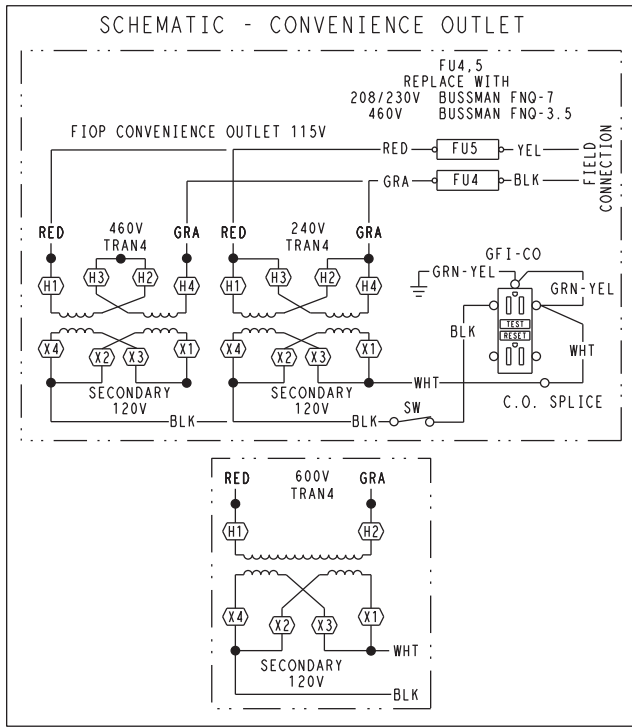 SCHEMATIC - CONVENIENCE OUTLET
FU4,5
REPLACE WITH
208/230V BUSSMAN FNQ-7
460V BUSSMAN FNQ-3.5
FIOP CONVENIENCE OUTLET 115V
RED FU5 YEL
GRA FU4 BLK
FIELD
CONNECTION
RED 460V GRA RED 240V GRA
TRAN4 TRAN4
H1 H3 H2 H4 H1 H3 H2 H4
GFI-CO
GRN-YEL
GRN-YEL
TEST
RESET
BLK
WHT
X4 X2 X3 X1 X4 X2 X3 X1
SECONDARY SECONDARY
120V 120V
WHT
C.O. SPLICE
BLK BLK SW
RED 600V GRA
TRAN4
H1 H2
X4 X2 X3 X1
WHT
SECONDARY
120V
BLK